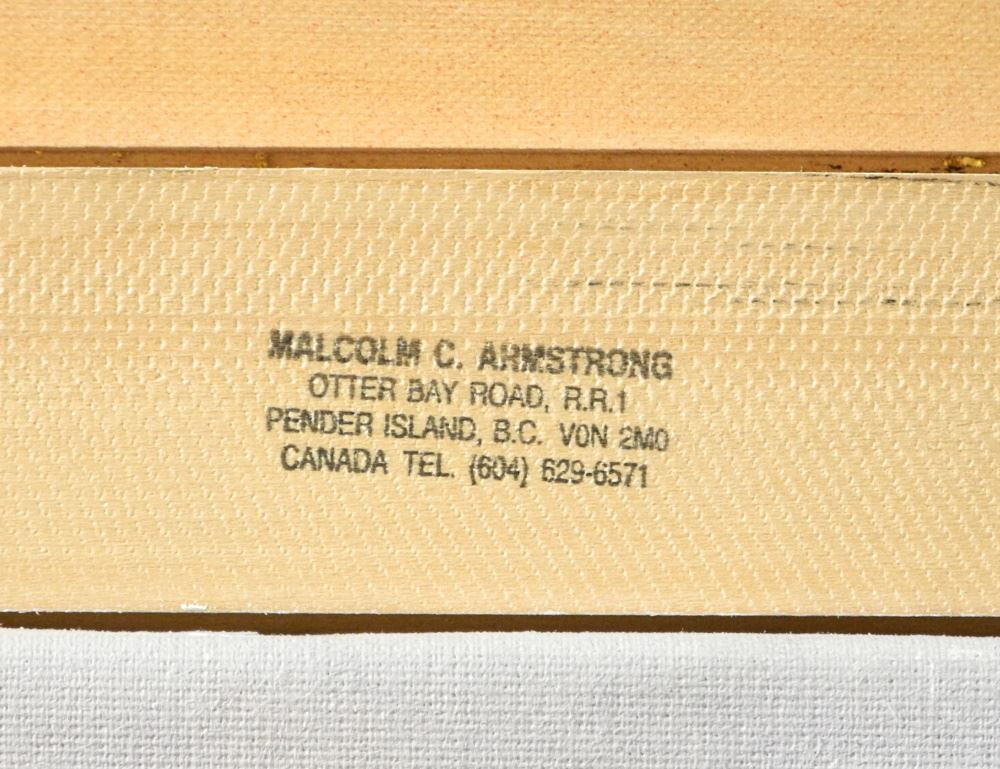 MALCOLM C. ARMSTRONG
OTTER BAY ROAD, R.R.1
PENDER ISLAND, B.C. V0N 2M0
CANADA TEL. (604) 629-6571